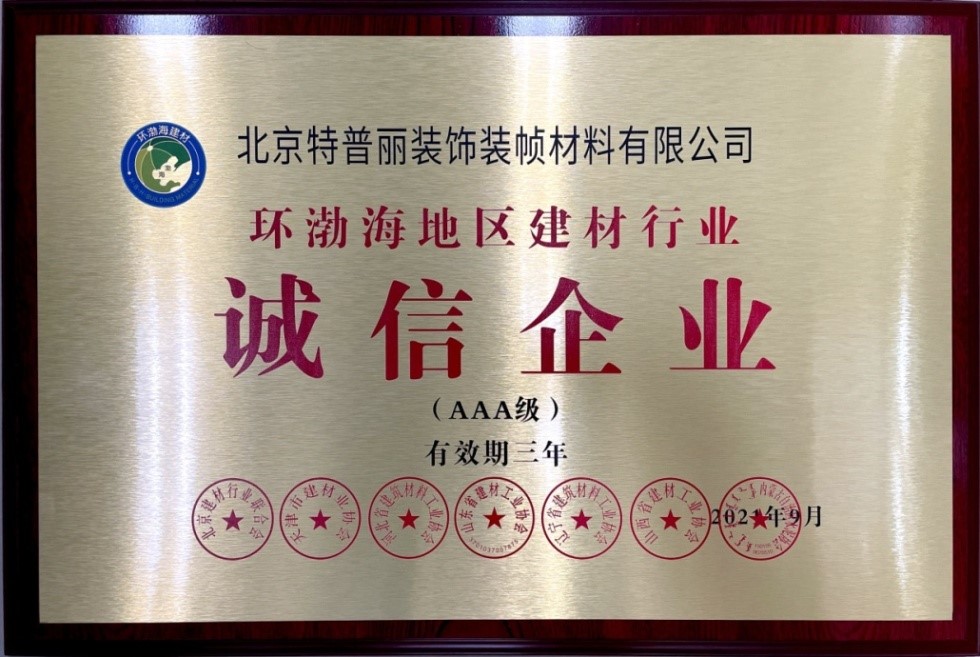 环渤海建材
北京特普丽装饰装帧材料有限公司
环渤海地区建材行业
诚信企业
（AAA级）
有效期三年
北京建材行业联合会
天津市建材业协会
河北省建筑材料工业协会
山东省建材工业协会
辽宁省建筑材料工业协会
山西省建材工业协会
2021年9月